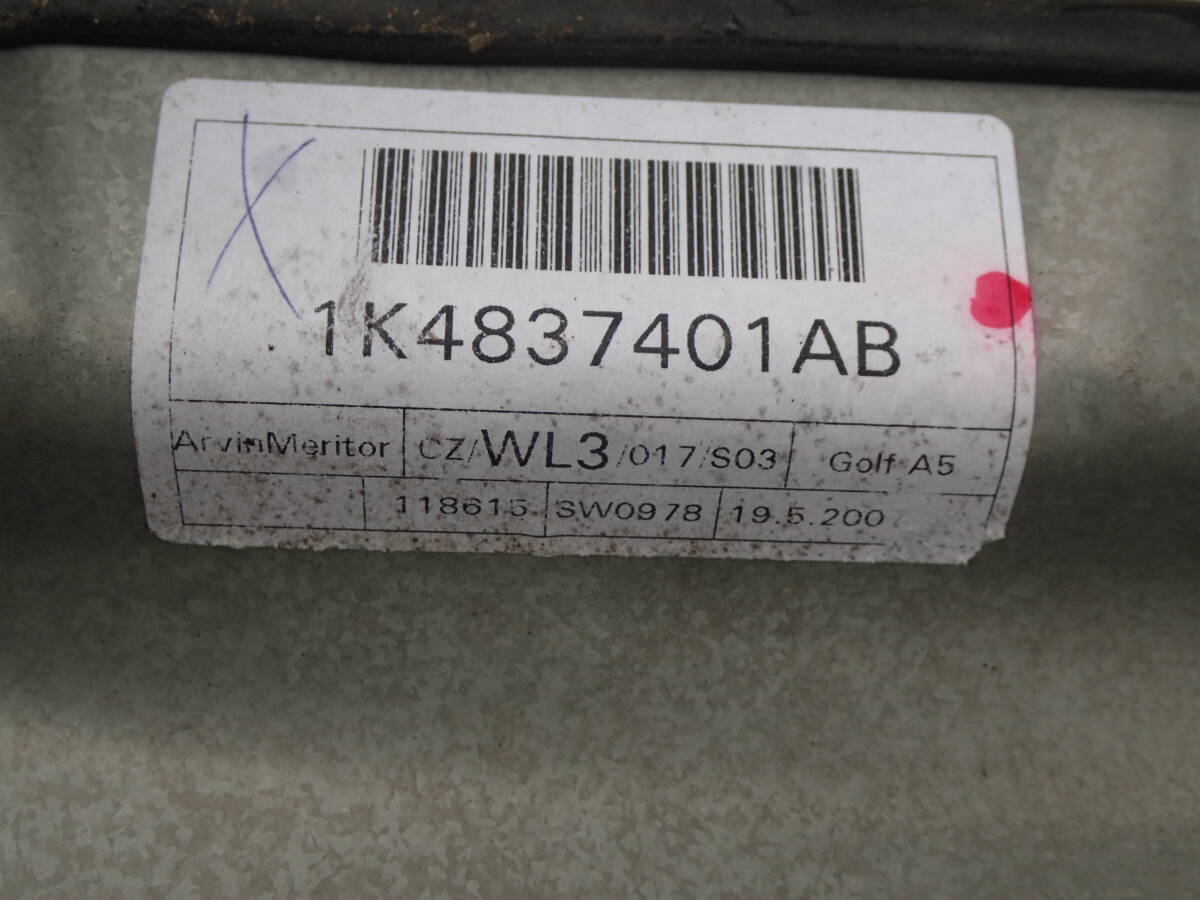 1K4837401AB
ArvinMeritor CZ/WL3/017/S03 Golf A5
118615 SW0978 19.5.200